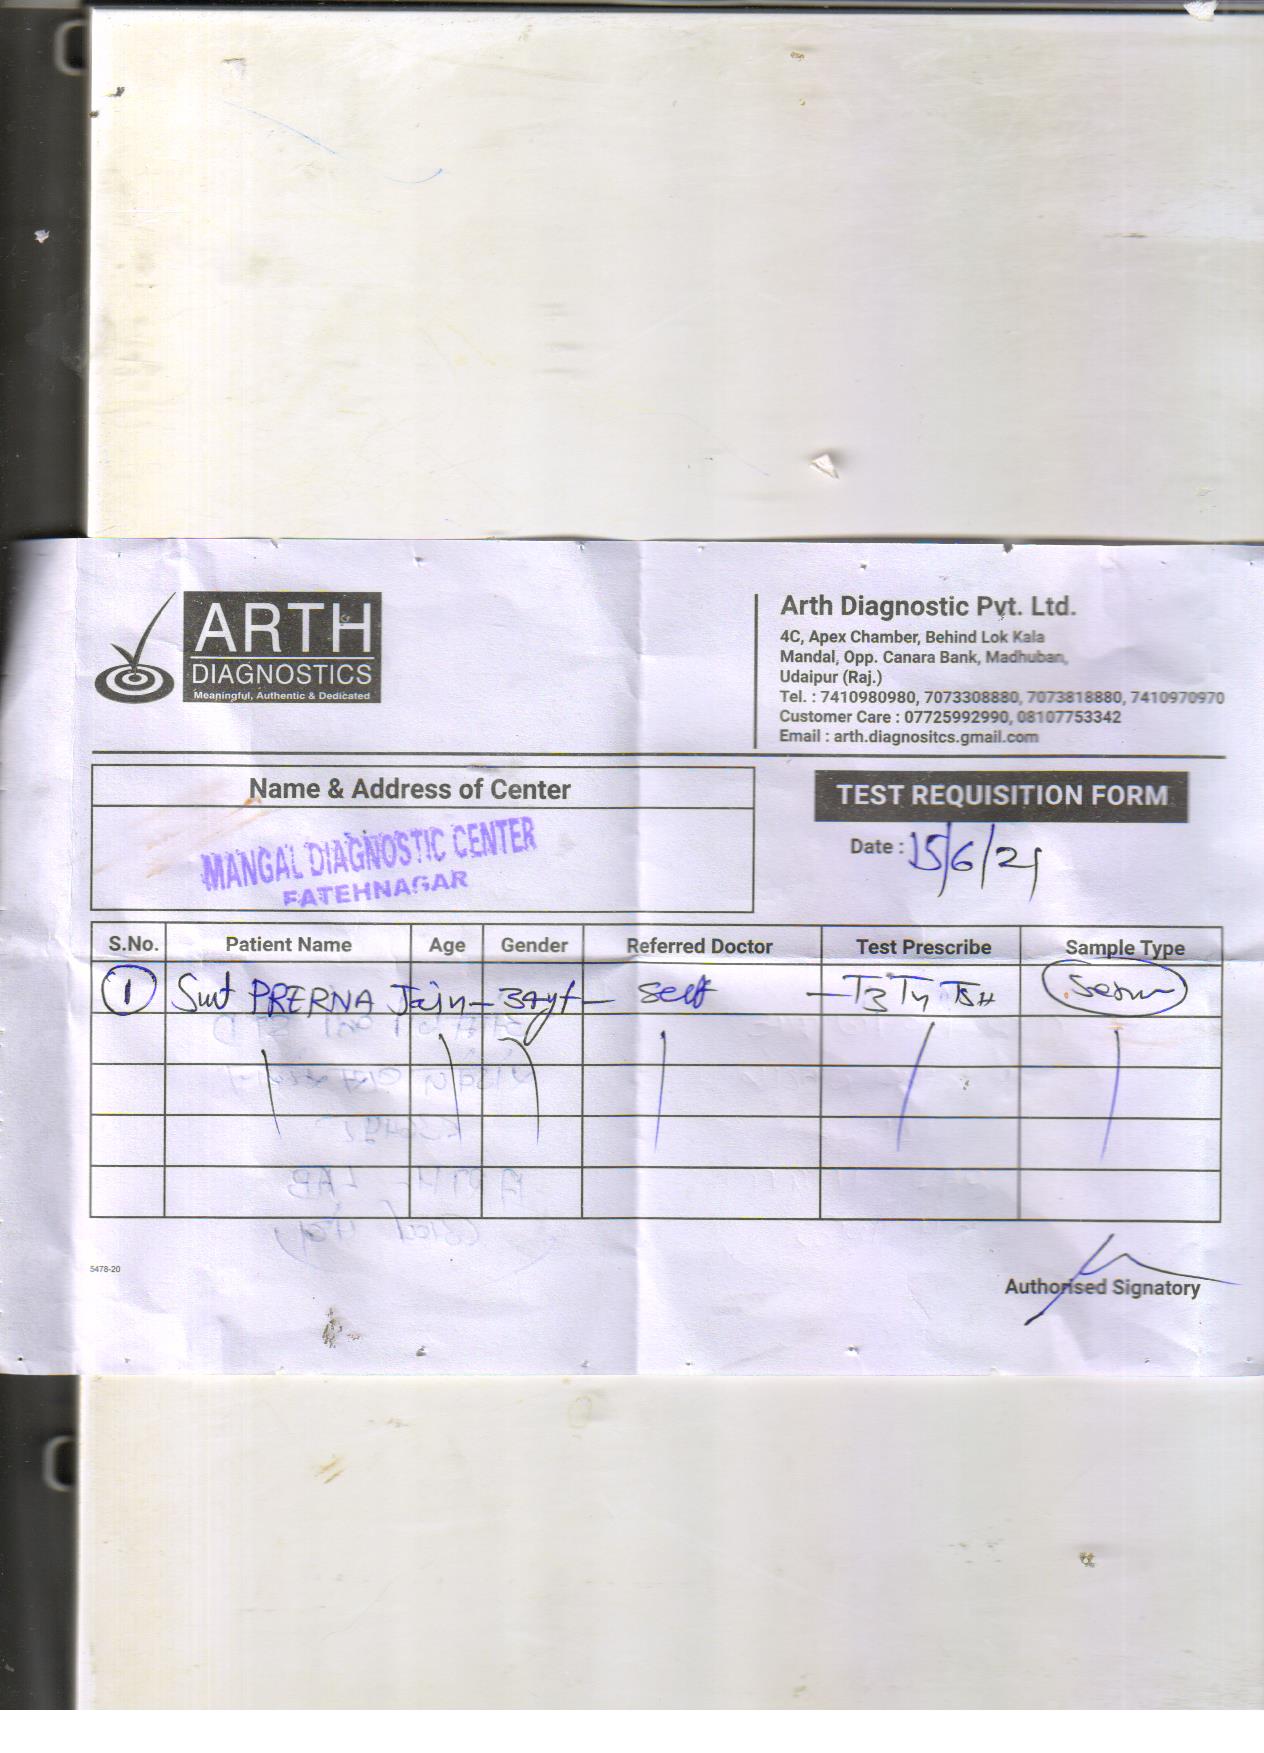 ARTH
DIAGNOSTICS
Meaningful, Authentic & Dedicated
Arth Diagnostic Pvt. Ltd.
4C, Apex Chamber, Behind Lok Kala
Mandal, Opp. Canara Bank, Madhuban,
Udaipur (Raj.)
Tel. : 7410980980, 7073308880, 7073818880, 7410970970
Customer Care : 07725992990, 08107753342
Email : arth.diagnositcs.gmail.com
Name & Address of Center
MANGAL DIAGNOSTIC CENTER
FATEHNAGAR
TEST REQUISITION FORM
Date : 15/6/21
S.No. Patient Name Age Gender Referred Doctor Test Prescribe Sample Type
1 Smt PRERNA Jain - 34yf - Self - T3 T4 TSH Serum
5478-20
Authorised Signatory